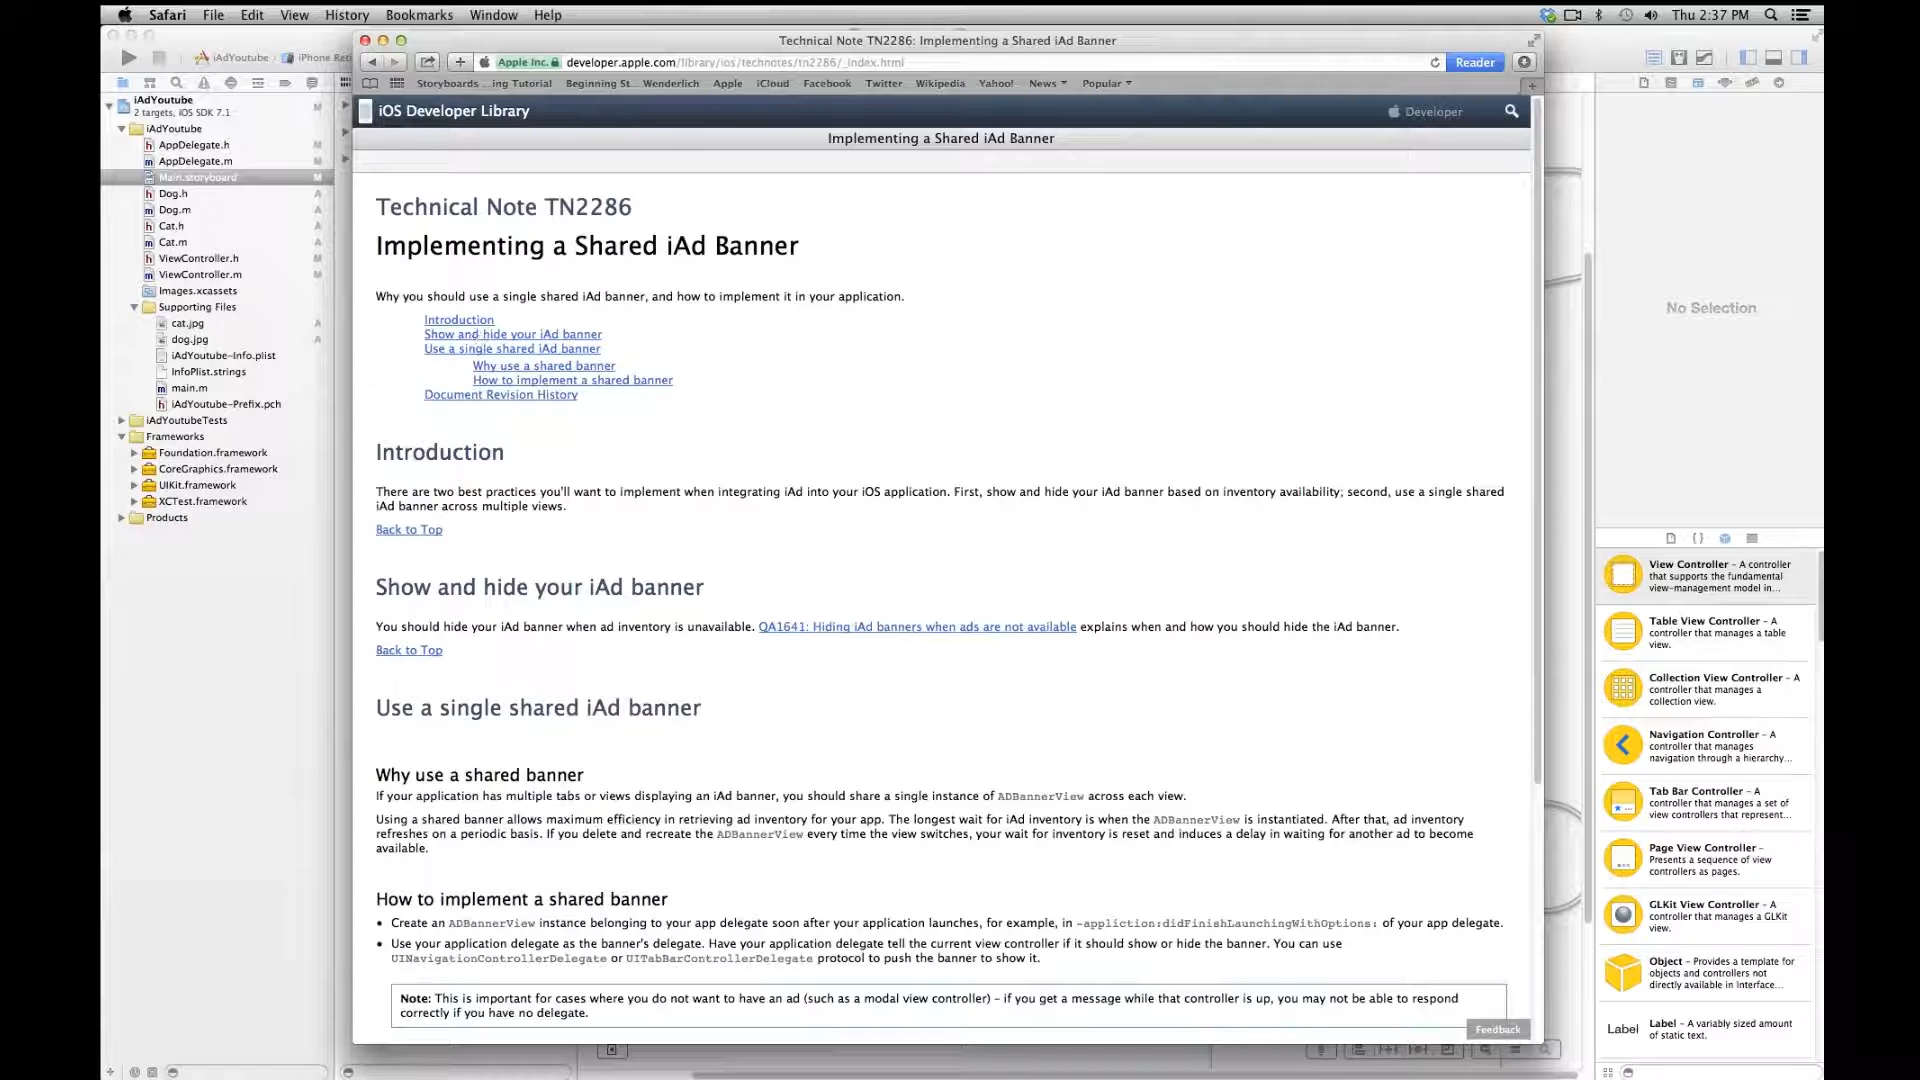 Safari File Edit View History Bookmarks Window Help
Thu 2:37 PM
Technical Note TN2286: Implementing a Shared iAd Banner
iAdYoutube
iPhone Reti
Apple Inc.
developer.apple.com/library/ios/technotes/tn2286/_index.html
Reader
Storyboards ...ing Tutorial Beginning St... Wenderlich Apple iCloud Facebook Twitter Wikipedia Yahoo! News Popular
iAdYoutube M
2 targets, iOS SDK 7.1
iAdYoutube
AppDelegate.h M
AppDelegate.m M
Main.storyboard M
Dog.h A
Dog.m A
Cat.h A
Cat.m A
ViewController.h M
ViewController.m M
Images.xcassets
Supporting Files
cat.jpg A
dog.jpg A
iAdYoutube-Info.plist
InfoPlist.strings
main.m
iAdYoutube-Prefix.pch
iAdYoutubeTests
Frameworks
Foundation.framework
CoreGraphics.framework
UIKit.framework
XCTest.framework
Products
iOS Developer Library
Developer
Implementing a Shared iAd Banner
Technical Note TN2286
Implementing a Shared iAd Banner
Why you should use a single shared iAd banner, and how to implement it in your application.
Introduction
Show and hide your iAd banner
Use a single shared iAd banner
Why use a shared banner
How to implement a shared banner
Document Revision History
Introduction
There are two best practices you'll want to implement when integrating iAd into your iOS application. First, show and hide your iAd banner based on inventory availability; second, use a single shared
iAd banner across multiple views.
Back to Top
Show and hide your iAd banner
You should hide your iAd banner when ad inventory is unavailable. QA1641: Hiding iAd banners when ads are not available explains when and how you should hide the iAd banner.
Back to Top
Use a single shared iAd banner
Why use a shared banner
If your application has multiple tabs or views displaying an iAd banner, you should share a single instance of ADBannerView across each view.
Using a shared banner allows maximum efficiency in retrieving ad inventory for your app. The longest wait for iAd inventory is when the ADBannerView is instantiated. After that, ad inventory
refreshes on a periodic basis. If you delete and recreate the ADBannerView every time the view switches, your wait for inventory is reset and induces a delay in waiting for another ad to become
available.
How to implement a shared banner
• Create an ADBannerView instance belonging to your app delegate soon after your application launches, for example, in -appliction:didFinishLaunchingWithOptions: of your app delegate.
• Use your application delegate as the banner's delegate. Have your application delegate tell the current view controller if it should show or hide the banner. You can use
UINavigationControllerDelegate or UITabBarControllerDelegate protocol to push the banner to show it.
Note: This is important for cases where you do not want to have an ad (such as a modal view controller) – if you get a message while that controller is up, you may not be able to respond
correctly if you have no delegate.
Feedback
No Selection
{ }
View Controller – A controller
that supports the fundamental
view-management model in...
Table View Controller – A
controller that manages a table
view.
Collection View Controller – A
controller that manages a
collection view.
Navigation Controller – A
controller that manages
navigation through a hierarchy...
Tab Bar Controller – A
controller that manages a set of
view controllers that represent...
Page View Controller –
Presents a sequence of view
controllers as pages.
GLKit View Controller – A
controller that manages a GLKit
view.
Object – Provides a template for
objects and controllers not
directly available in Interface...
Label
Label – A variably sized amount
of static text.